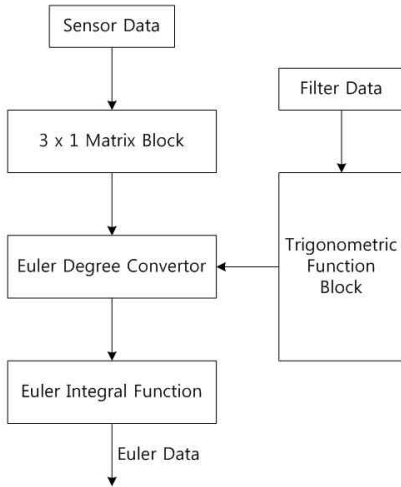 Sensor Data
Filter Data
3 x 1 Matrix Block
Euler Degree Convertor
Trigonometric
Function
Block
Euler Integral Function
Euler Data